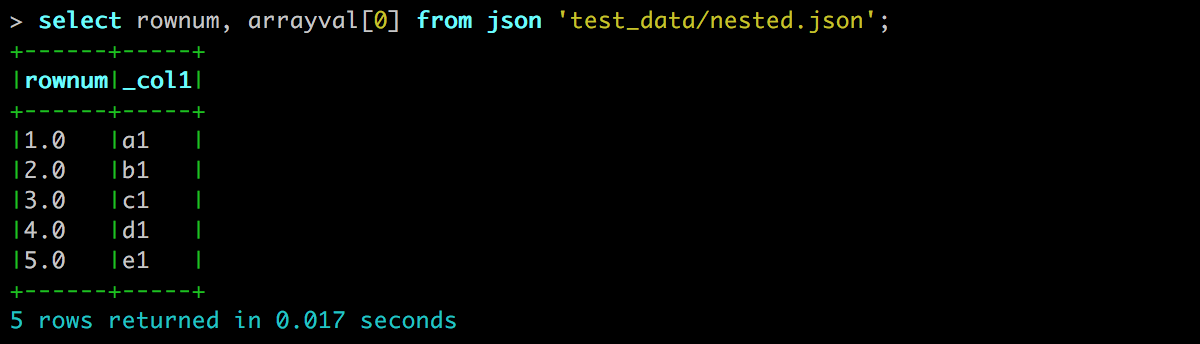 > select rownum, arrayval[0] from json 'test_data/nested.json';
+------+-----+
|rownum|_col1|
+------+-----+
|1.0   |a1   |
|2.0   |b1   |
|3.0   |c1   |
|4.0   |d1   |
|5.0   |e1   |
+------+-----+
5 rows returned in 0.017 seconds